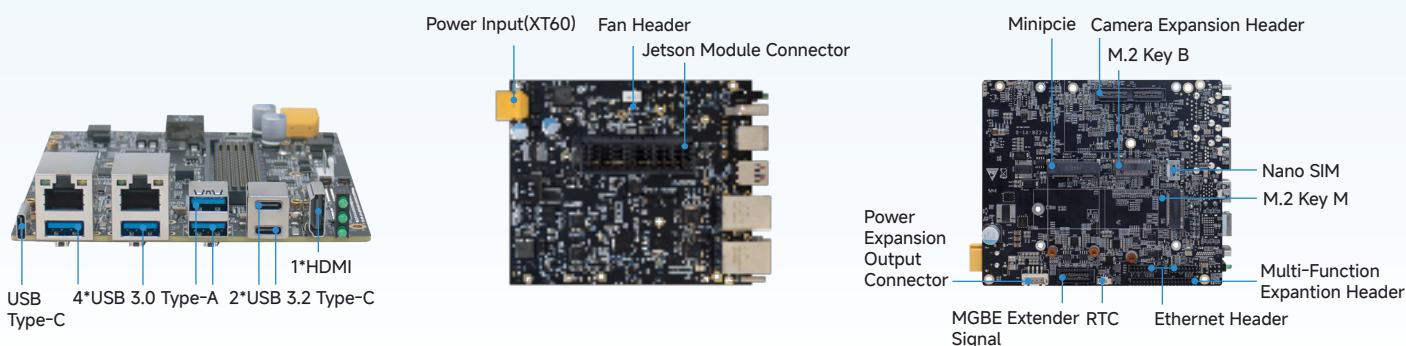 Power Input(XT60)
Fan Header
Jetson Module Connector
Minipcie
Camera Expansion Header
M.2 Key B
Nano SIM
M.2 Key M
Power
Expansion
Output
Connector
1*HDMI
USB
Type-C
4*USB 3.0 Type-A
2*USB 3.2 Type-C
Multi-Function
Expantion Header
MGBE Extender
Signal
RTC
Ethernet Header